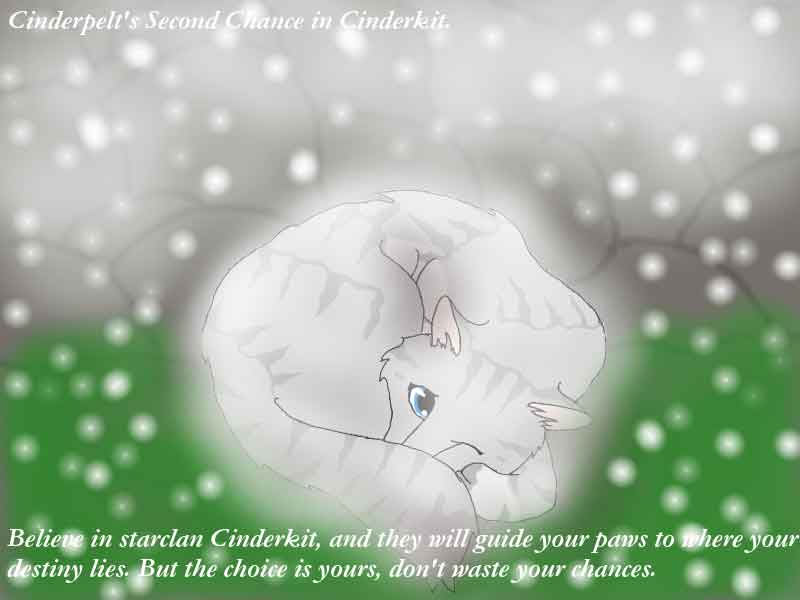 Cinderpelt's Second Chance in Cinderkit.
Believe in starclan Cinderkit, and they will guide your paws to where your
destiny lies. But the choice is yours, don't waste your chances.